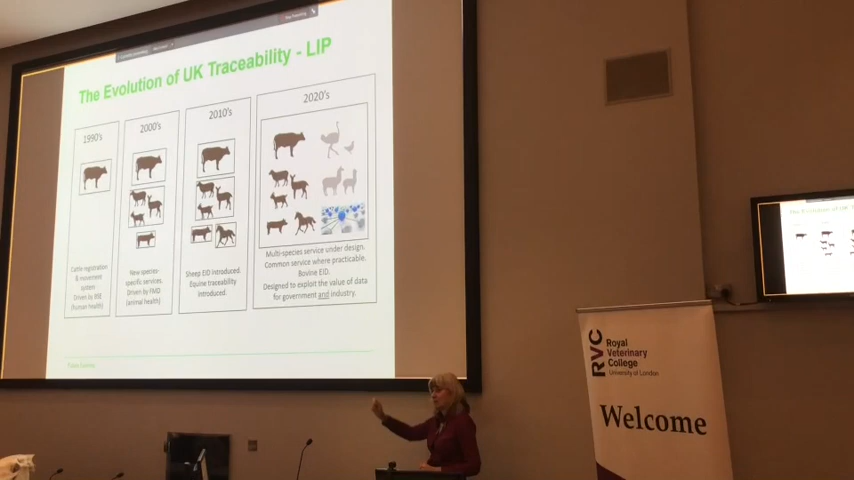 The Evolution of UK Traceability - LIP
1990's
2000's
2010's
2020's
Cattle registration
& movement
system
Driven by BSE
(human health)
New species-
specific services.
Driven by FMD
(animal health)
Sheep EID introduced.
Equine traceability
introduced.
Multi-species service under design.
Common service where practicable.
Bovine EID.
Designed to exploit the value of data
for government and industry.
RVC
Royal
Veterinary
College
University of London
Welcome